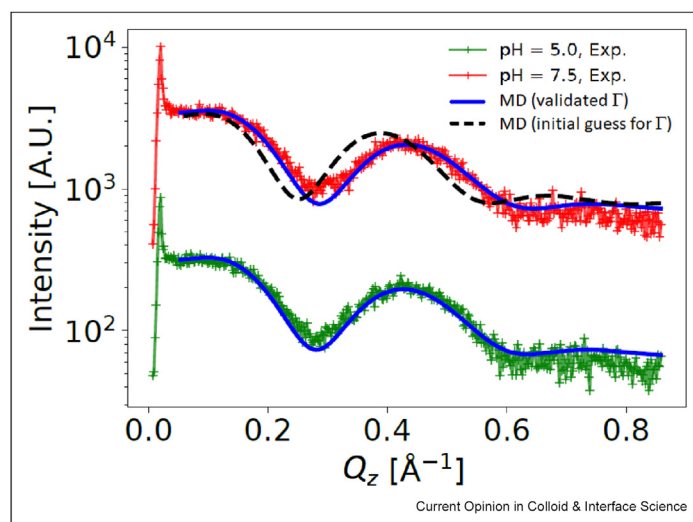 pH = 5.0, Exp.
pH = 7.5, Exp.
MD (validated Γ)
MD (initial guess for Γ)
Intensity [A.U.]
10⁴
10³
10²
0.0 0.2 0.4 0.6 0.8
Q_z [Å⁻¹]
Current Opinion in Colloid & Interface Science